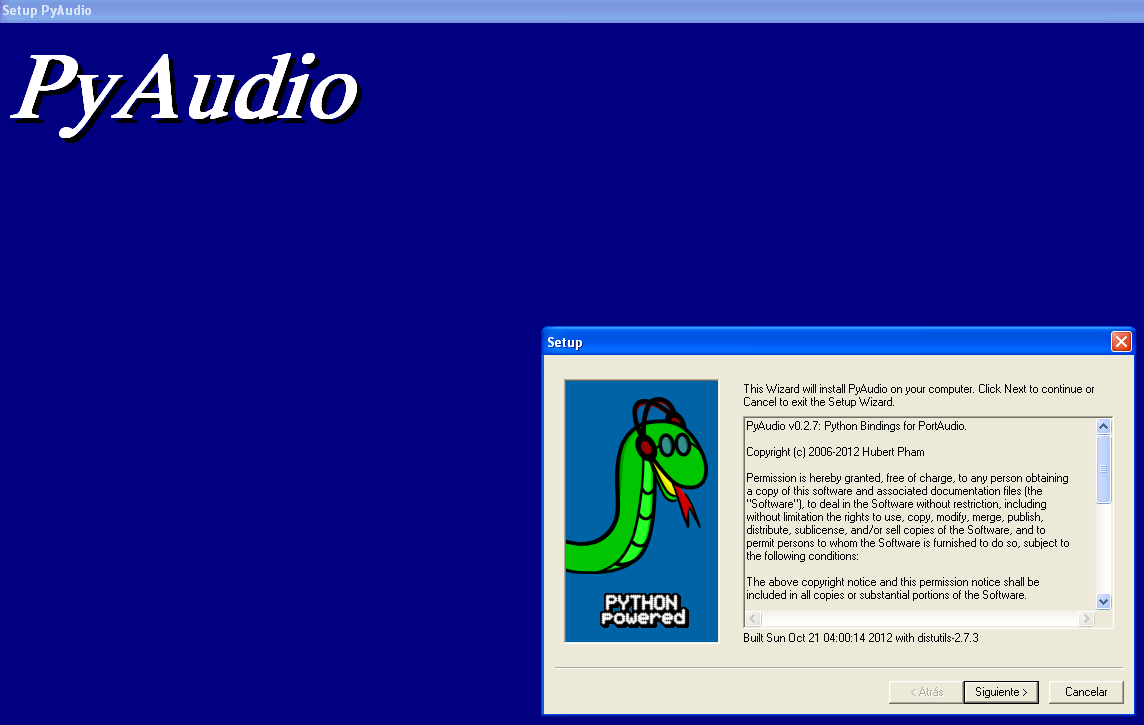 Setup PyAudio
PyAudio
Setup
This Wizard will install PyAudio on your computer. Click Next to continue or
Cancel to exit the Setup Wizard.
PyAudio v0.2.7: Python Bindings for PortAudio.
Copyright (c) 2006-2012 Hubert Pham
Permission is hereby granted, free of charge, to any person obtaining
a copy of this software and associated documentation files (the
"Software"), to deal in the Software without restriction, including
without limitation the rights to use, copy, modify, merge, publish,
distribute, sublicense, and/or sell copies of the Software, and to
permit persons to whom the Software is furnished to do so, subject to
the following conditions:
The above copyright notice and this permission notice shall be
included in all copies or substantial portions of the Software.
PYTHON
powered
Built Sun Oct 21 04:00:14 2012 with distutils-2.7.3
< Atrás
Siguiente >
Cancelar